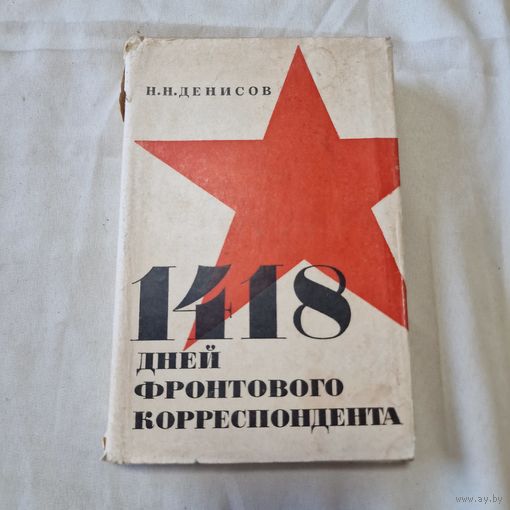 Н.Н.ДЕНИСОВ
1418
ДНЕЙ
ФРОНТОВОГО
КОРРЕСПОНДЕНТА
www.ay.by